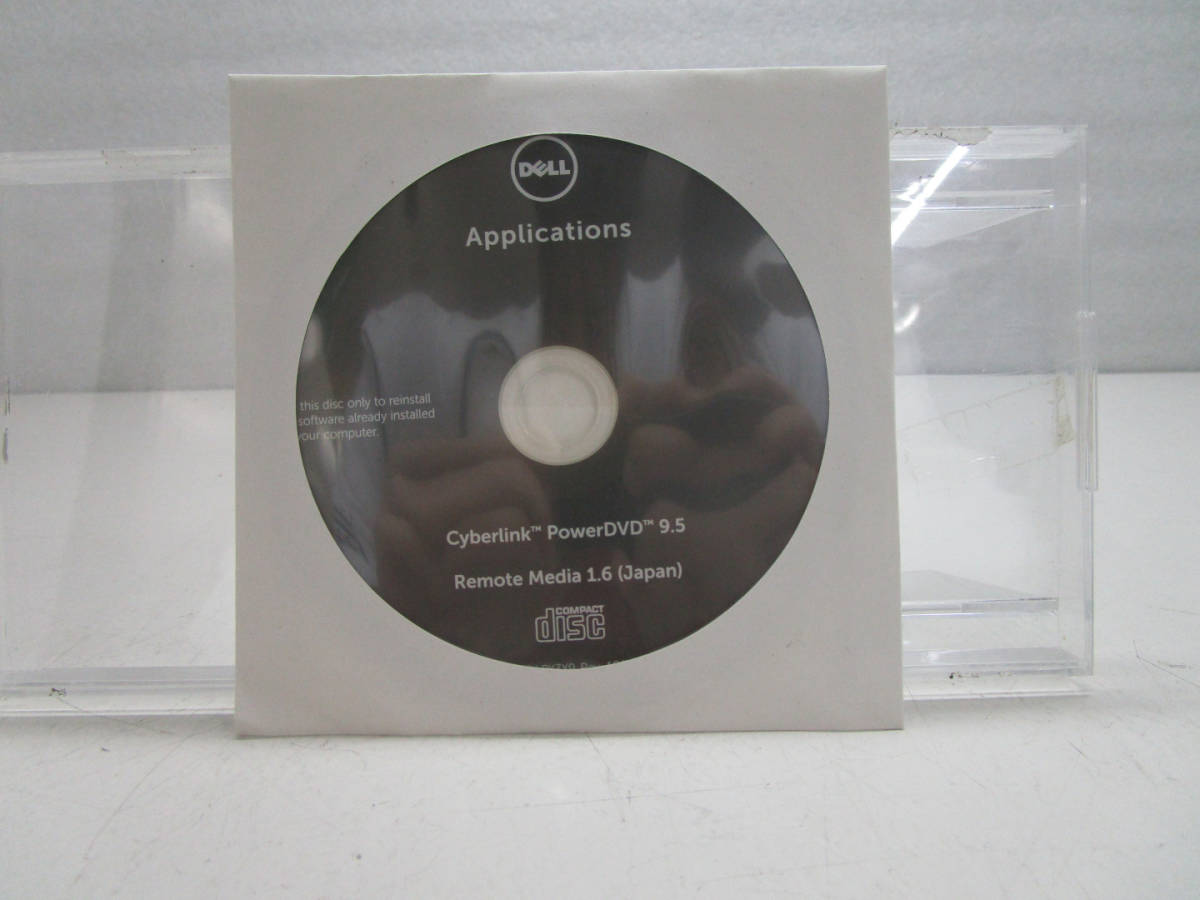 DELL
Applications
this disc only to reinstall
software already installed
your computer.
Cyberlink™ PowerDVD™ 9.5
Remote Media 1.6 (Japan)
COMPACT
disc